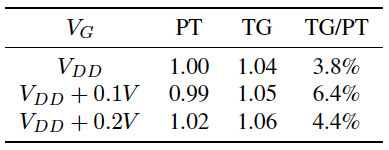 V_G PT TG TG/PT
V_DD 1.00 1.04 3.8%
V_DD + 0.1V 0.99 1.05 6.4%
V_DD + 0.2V 1.02 1.06 4.4%